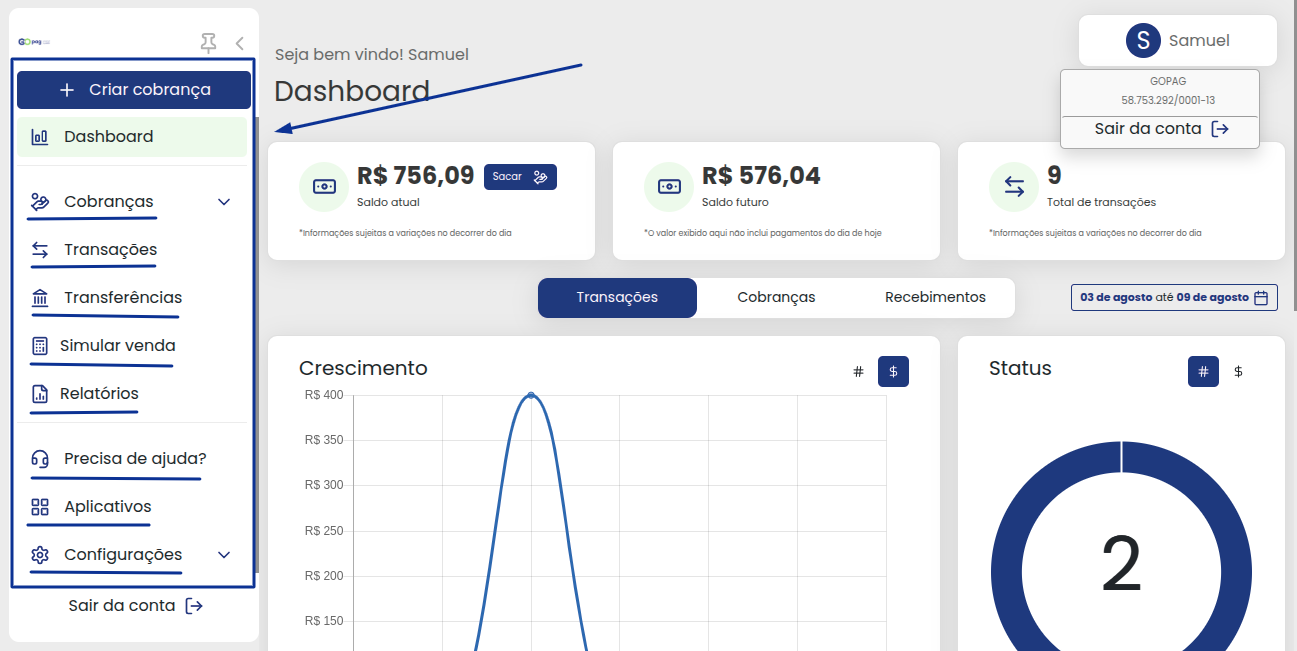 GO pag
Criar cobrança
Dashboard
Cobranças
Transações
Transferências
Simular venda
Relatórios
Precisa de ajuda?
Aplicativos
Configurações
Sair da conta
Seja bem vindo! Samuel
Dashboard
S Samuel
GOPAG
58.753.292/0001-13
Sair da conta
R$ 756,09 Sacar
Saldo atual
*Informações sujeitas a variações no decorrer do dia
R$ 576,04
Saldo futuro
*O valor exibido aqui não inclui pagamentos do dia de hoje
9
Total de transações
*Informações sujeitas a variações no decorrer do dia
Transações Cobranças Recebimentos
03 de agosto até 09 de agosto
Crescimento # $
R$ 400
R$ 350
R$ 300
R$ 250
R$ 200
R$ 150
Status # $
2